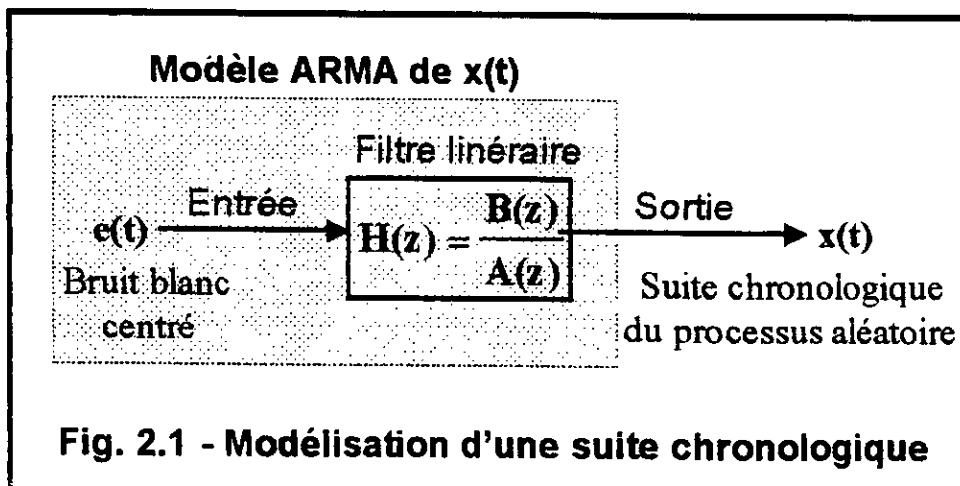 Modèle ARMA de x(t)
Filtre linéraire
Entrée
Sortie
e(t)
H(z) = B(z)
A(z)
x(t)
Bruit blanc
centré
Suite chronologique
du processus aléatoire
Fig. 2.1 - Modélisation d'une suite chronologique